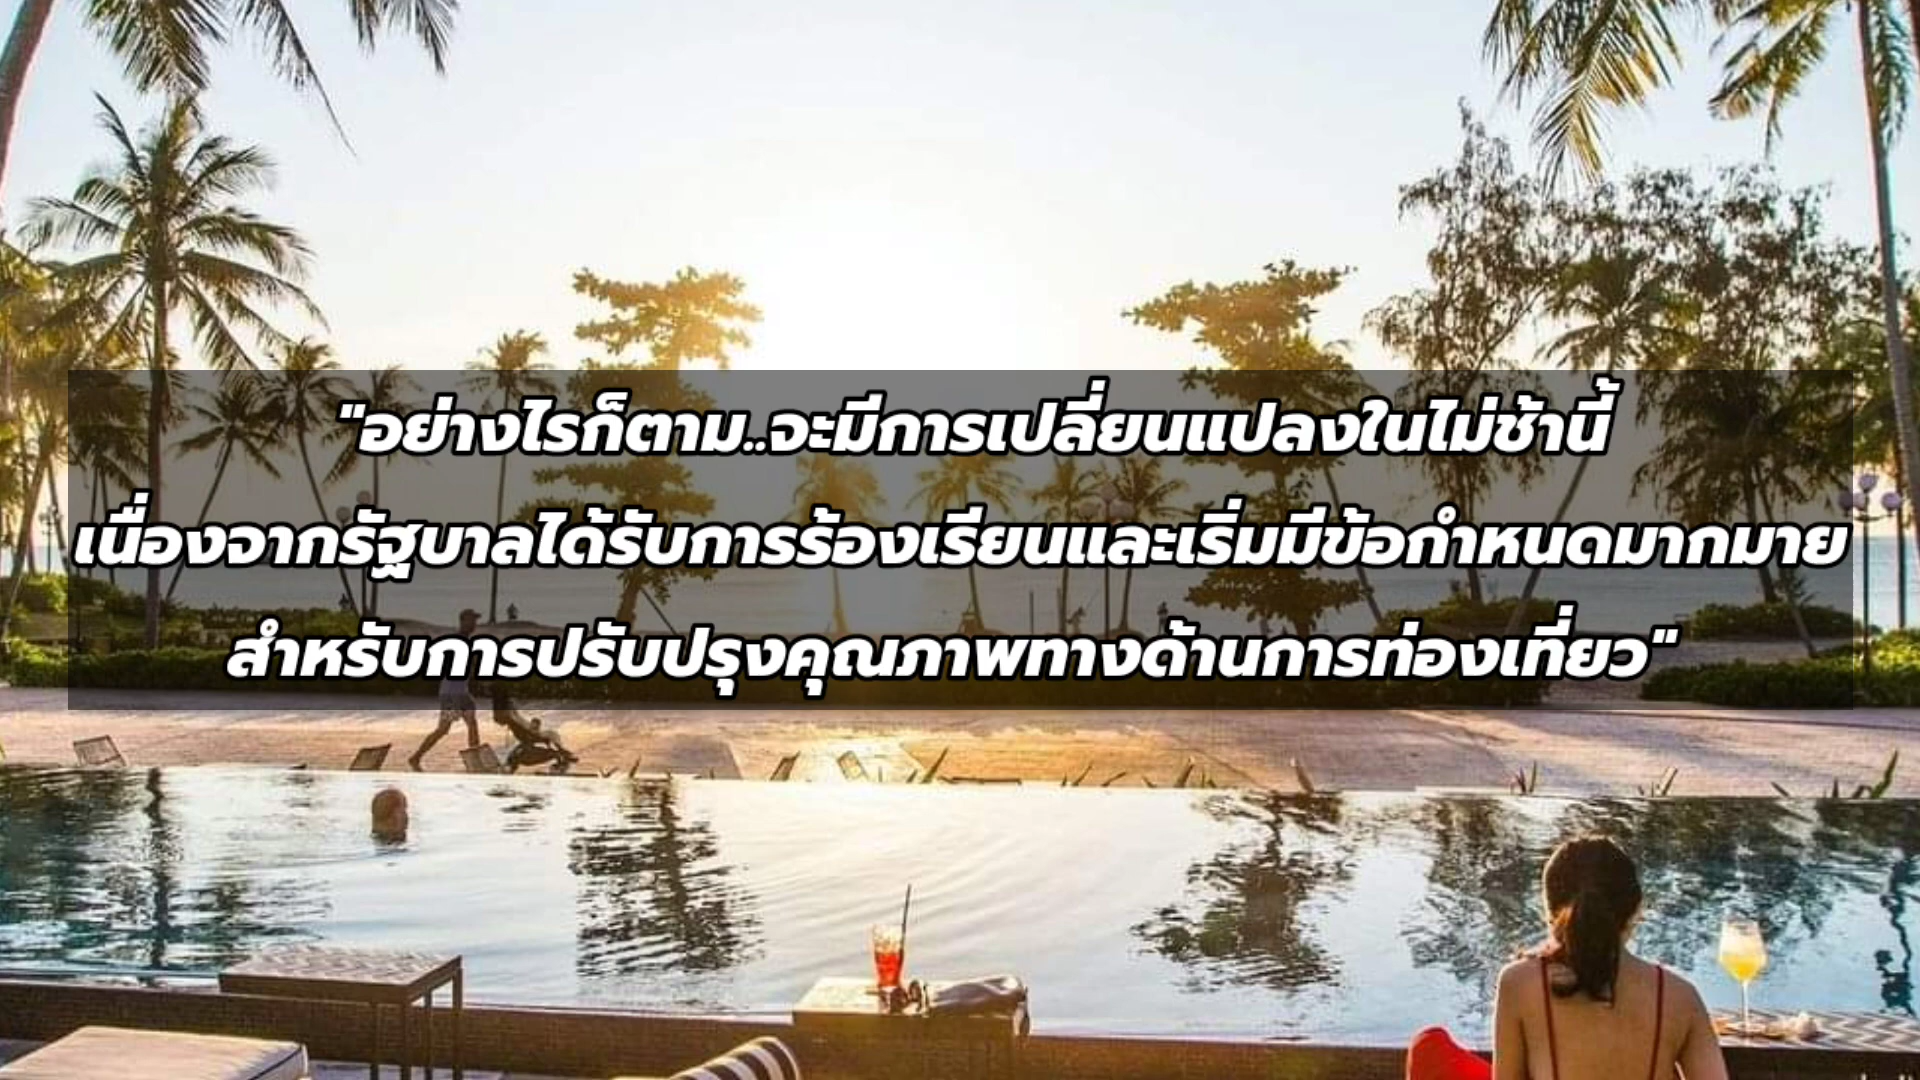 "อย่างไรก็ตาม..จะมีการเปลี่ยนแปลงในไม่ช้านี้
เนื่องจากรัฐบาลได้รับการร้องเรียนและเริ่มมีข้อกำหนดมากมาย
สำหรับการปรับปรุงคุณภาพทางด้านการท่องเที่ยว"